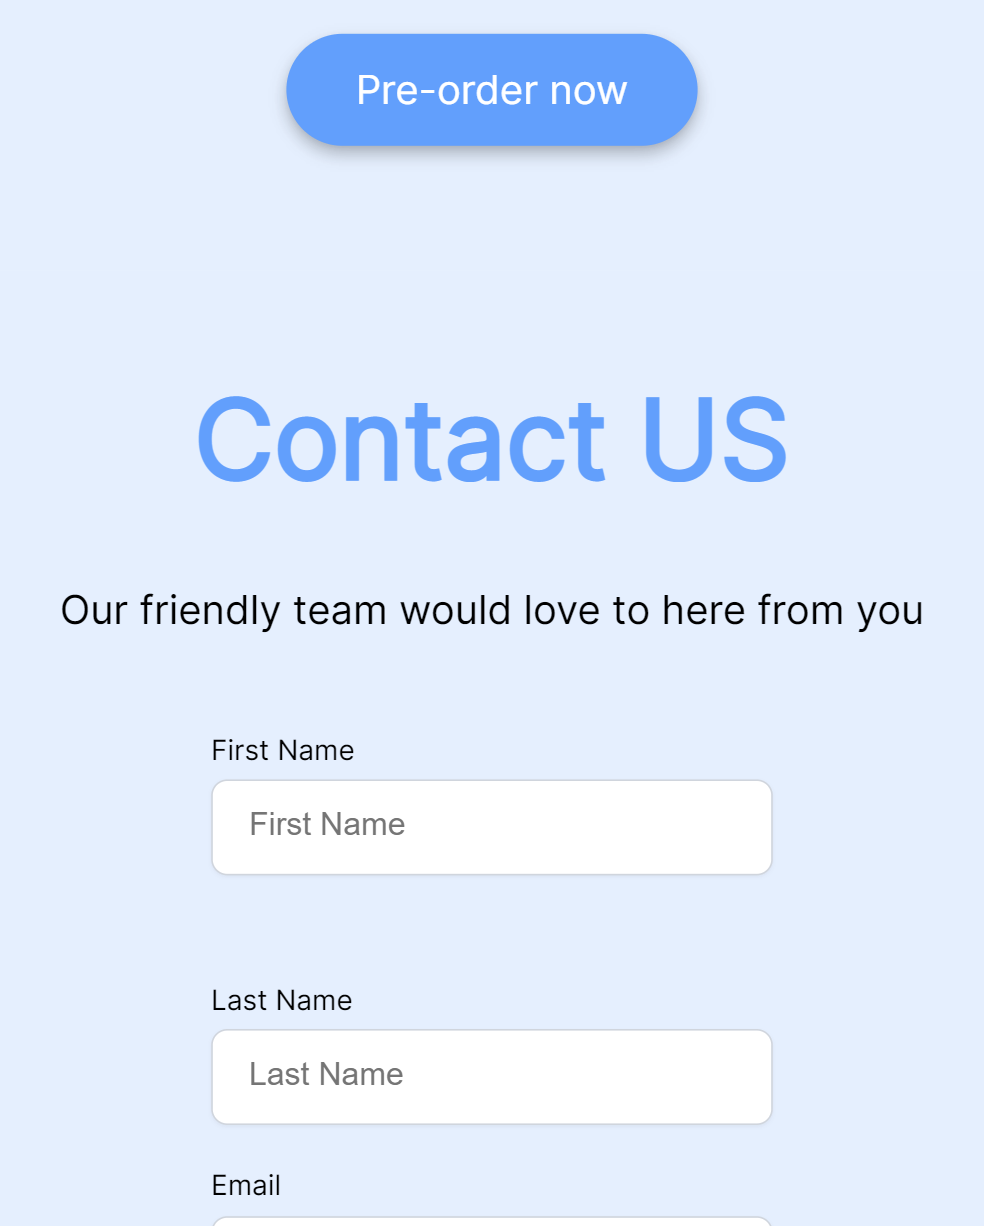 Pre-order now
Contact US
Our friendly team would love to here from you
First Name
First Name
Last Name
Last Name
Email